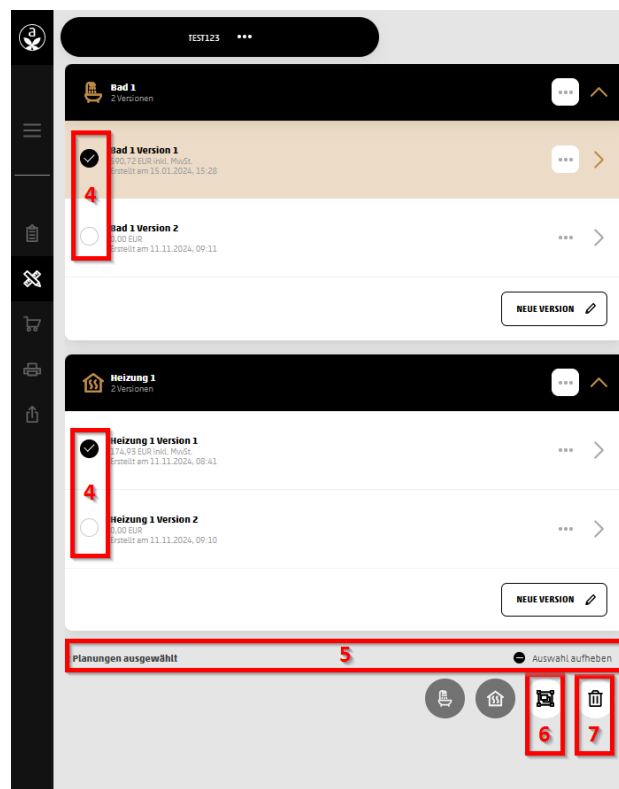 a
TEST123
Bad 1
2 Versionen
Bad 1 Version 1
590,72 EUR inkl. MwSt.
Erstellt am 15.01.2024, 15:28
4
Bad 1 Version 2
0,00 EUR
Erstellt am 11.11.2024, 09:11
NEUE VERSION
Heizung 1
2 Versionen
Heizung 1 Version 1
174,93 EUR inkl. MwSt.
Erstellt am 11.11.2024, 08:41
4
Heizung 1 Version 2
0,00 EUR
Erstellt am 11.11.2024, 09:10
NEUE VERSION
Planungen ausgewählt 5 Auswahl aufheben
6 7